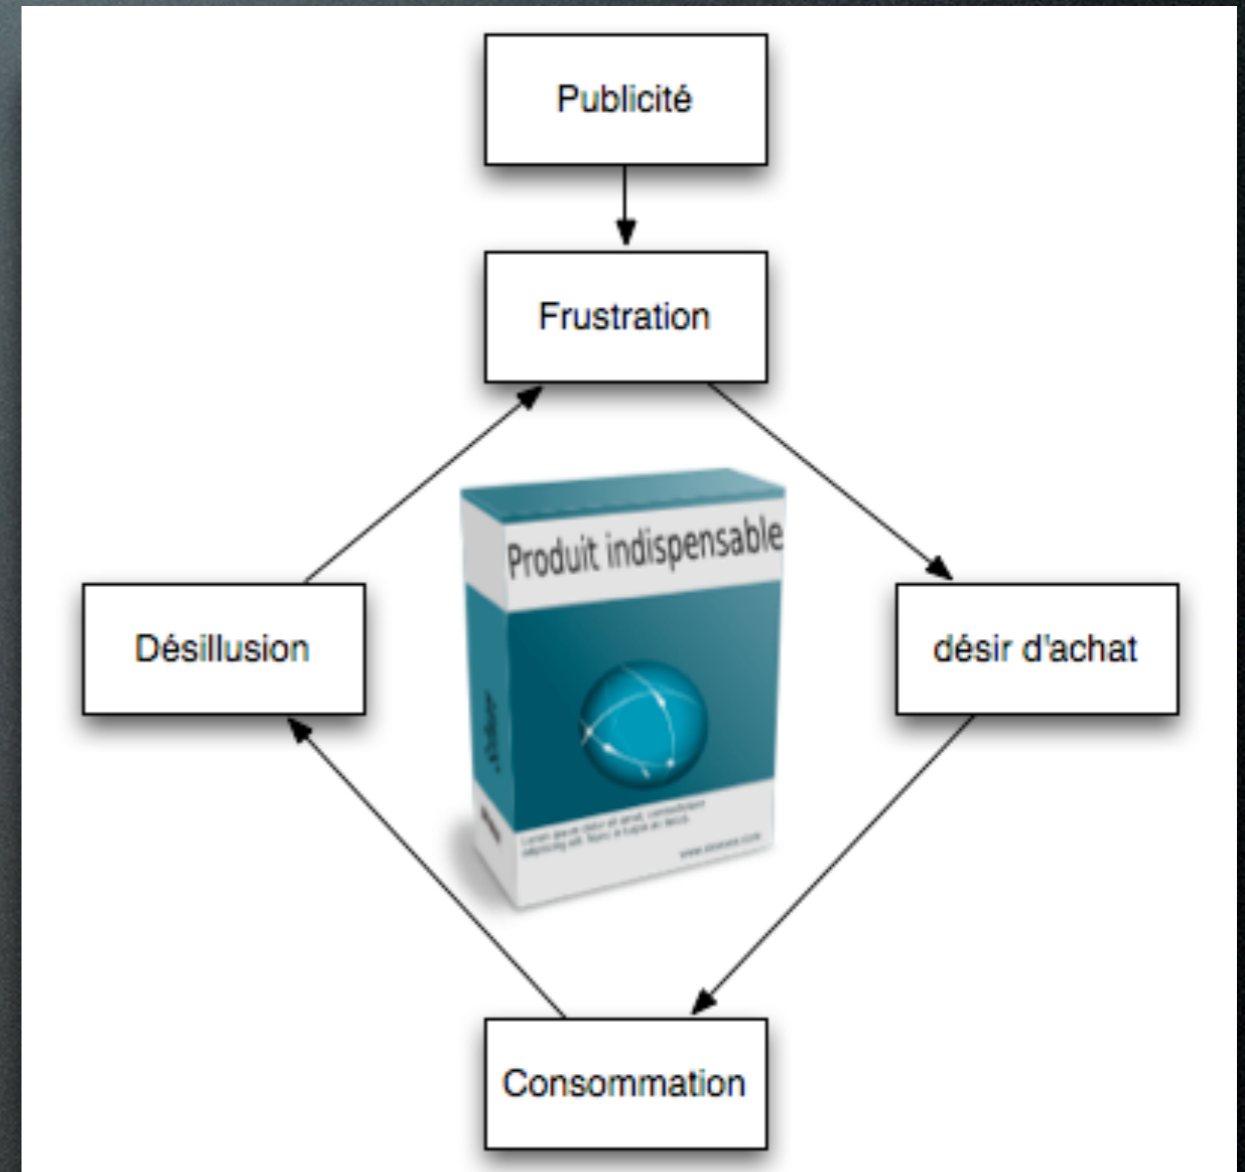 Publicité
Frustration
Produit indispensable
Désillusion
désir d'achat
Consommation